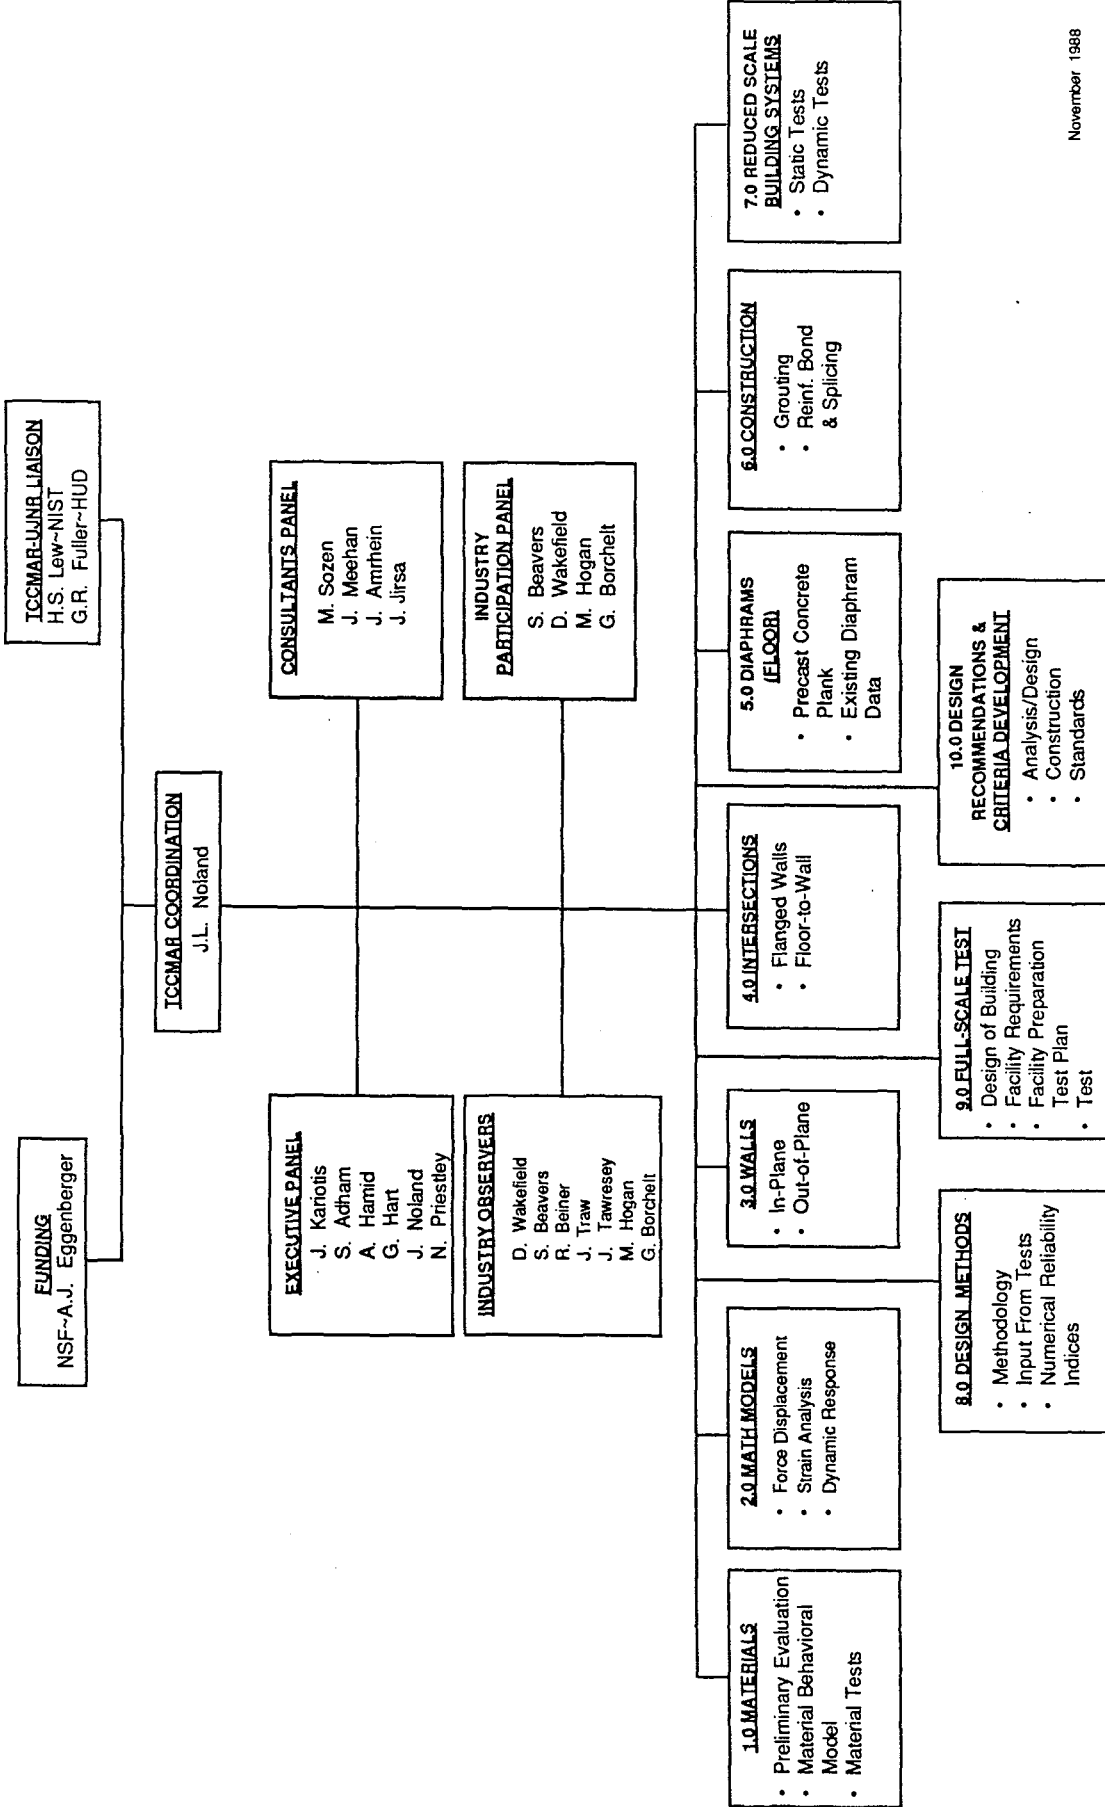 FUNDING
NSF~A.J. Eggenberger
TCCMAR-UJNR LIAISON
H.S. Lew~NIST
G.R. Fuller~HUD
TCCMAR COORDINATION
J.L. Noland
EXECUTIVE PANEL
J. Kariotis
S. Adham
A. Hamid
G. Hart
J. Noland
N. Priestley
CONSULTANTS PANEL
M. Sozen
J. Meehan
J. Amrhein
J. Jirsa
INDUSTRY OBSERVERS
D. Wakefield
S. Beavers
R. Beiner
J. Traw
J. Tawresey
M. Hogan
G. Borchelt
INDUSTRY
PARTICIPATION PANEL
S. Beavers
D. Wakefield
M. Hogan
G. Borchelt
1.0 MATERIALS
• Preliminary Evaluation
• Material Behavioral
Model
• Material Tests
2.0 MATH MODELS
• Force Displacement
• Strain Analysis
• Dynamic Response
3.0 WALLS
• In-Plane
• Out-of-Plane
4.0 INTERSECTIONS
• Flanged Walls
• Floor-to-Wall
5.0 DIAPHRAMS
(FLOOR)
• Precast Concrete
Plank
• Existing Diaphram
Data
6.0 CONSTRUCTION
• Grouting
• Reinf. Bond
& Splicing
7.0 REDUCED SCALE
BUILDING SYSTEMS
• Static Tests
• Dynamic Tests
8.0 DESIGN METHODS
• Methodology
• Input From Tests
• Numerical Reliability
Indices
9.0 FULL-SCALE TEST
• Design of Building
• Facility Requirements
• Facility Preparation
Test Plan
• Test
10.0 DESIGN
RECOMMENDATIONS &
CRITERIA DEVELOPMENT
• Analysis/Design
• Construction
• Standards
November 1988